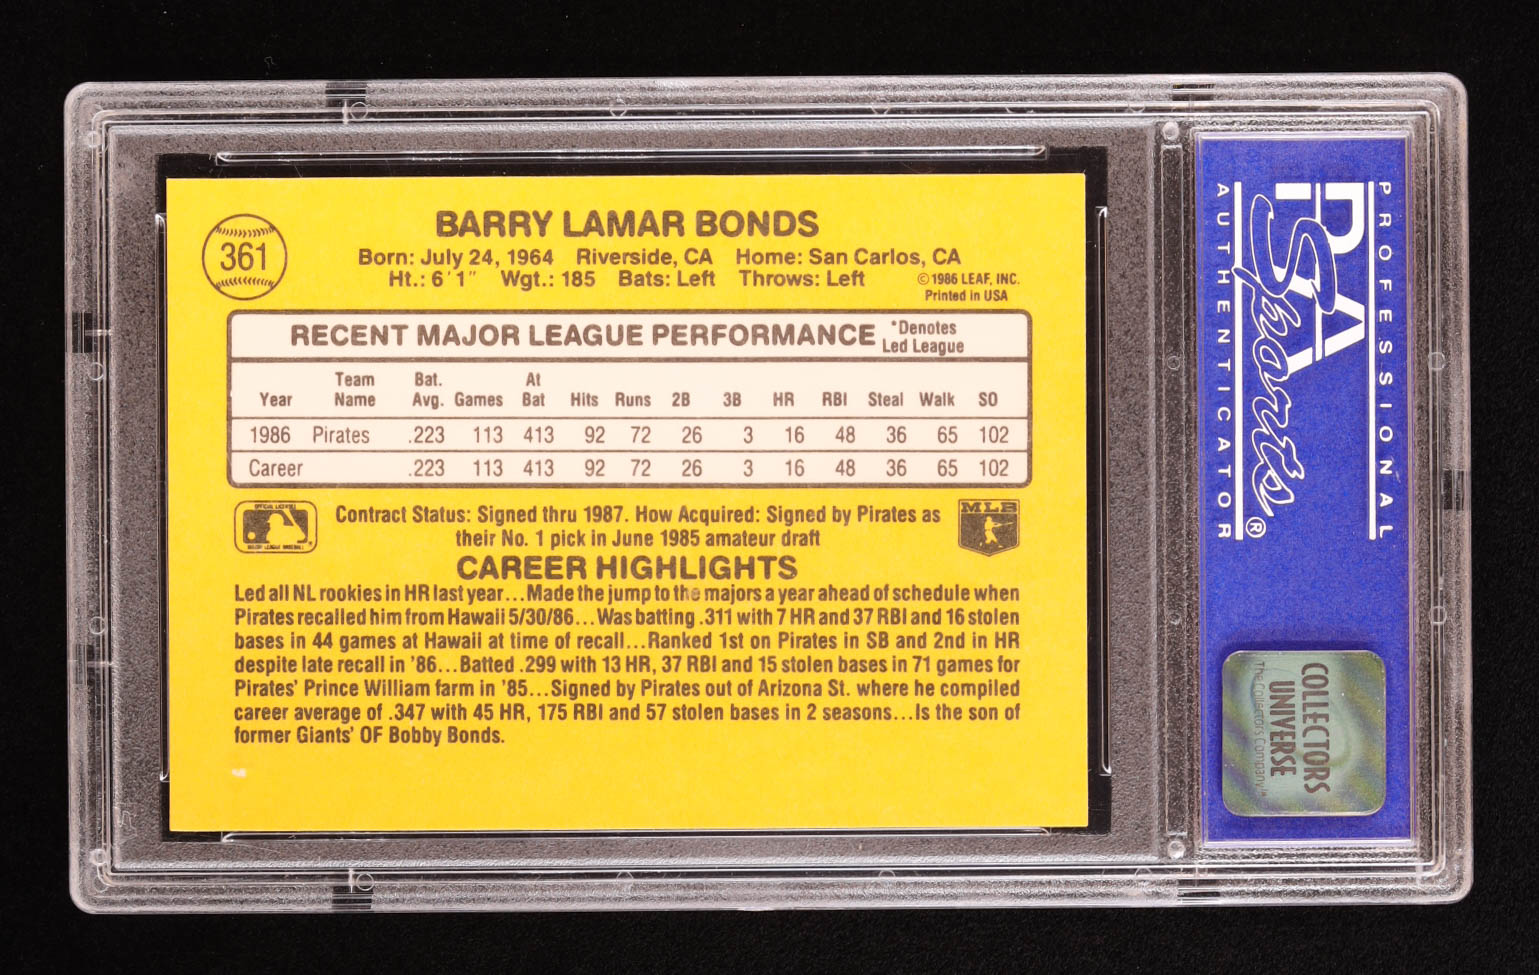 361
BARRY LAMAR BONDS
Born: July 24, 1964 Riverside, CA Home: San Carlos, CA
Ht.: 6'1" Wgt.: 185 Bats: Left Throws: Left
©1986 LEAF, INC.
Printed in USA
RECENT MAJOR LEAGUE PERFORMANCE
*Denotes
Led League
Year Team Name Bat. Avg. Games At Bat Hits Runs 2B 3B HR RBI Steal Walk SO
1986 Pirates .223 113 413 92 72 26 3 16 48 36 65 102
Career .223 113 413 92 72 26 3 16 48 36 65 102
Contract Status: Signed thru 1987. How Acquired: Signed by Pirates as
their No. 1 pick in June 1985 amateur draft
MLB
CAREER HIGHLIGHTS
Led all NL rookies in HR last year...Made the jump to the majors a year ahead of schedule when
Pirates recalled him from Hawaii 5/30/86...Was batting .311 with 7 HR and 37 RBI and 16 stolen
bases in 44 games at Hawaii at time of recall...Ranked 1st on Pirates in SB and 2nd in HR
despite late recall in '86...Batted .299 with 13 HR, 37 RBI and 15 stolen bases in 71 games for
Pirates' Prince William farm in '85...Signed by Pirates out of Arizona St. where he compiled
career average of .347 with 45 HR, 175 RBI and 57 stolen bases in 2 seasons...Is the son of
former Giants' OF Bobby Bonds.
PROFESSIONAL
PSA
Sports®
AUTHENTICATOR
COLLECTORS
UNIVERSE
The Collectors Company